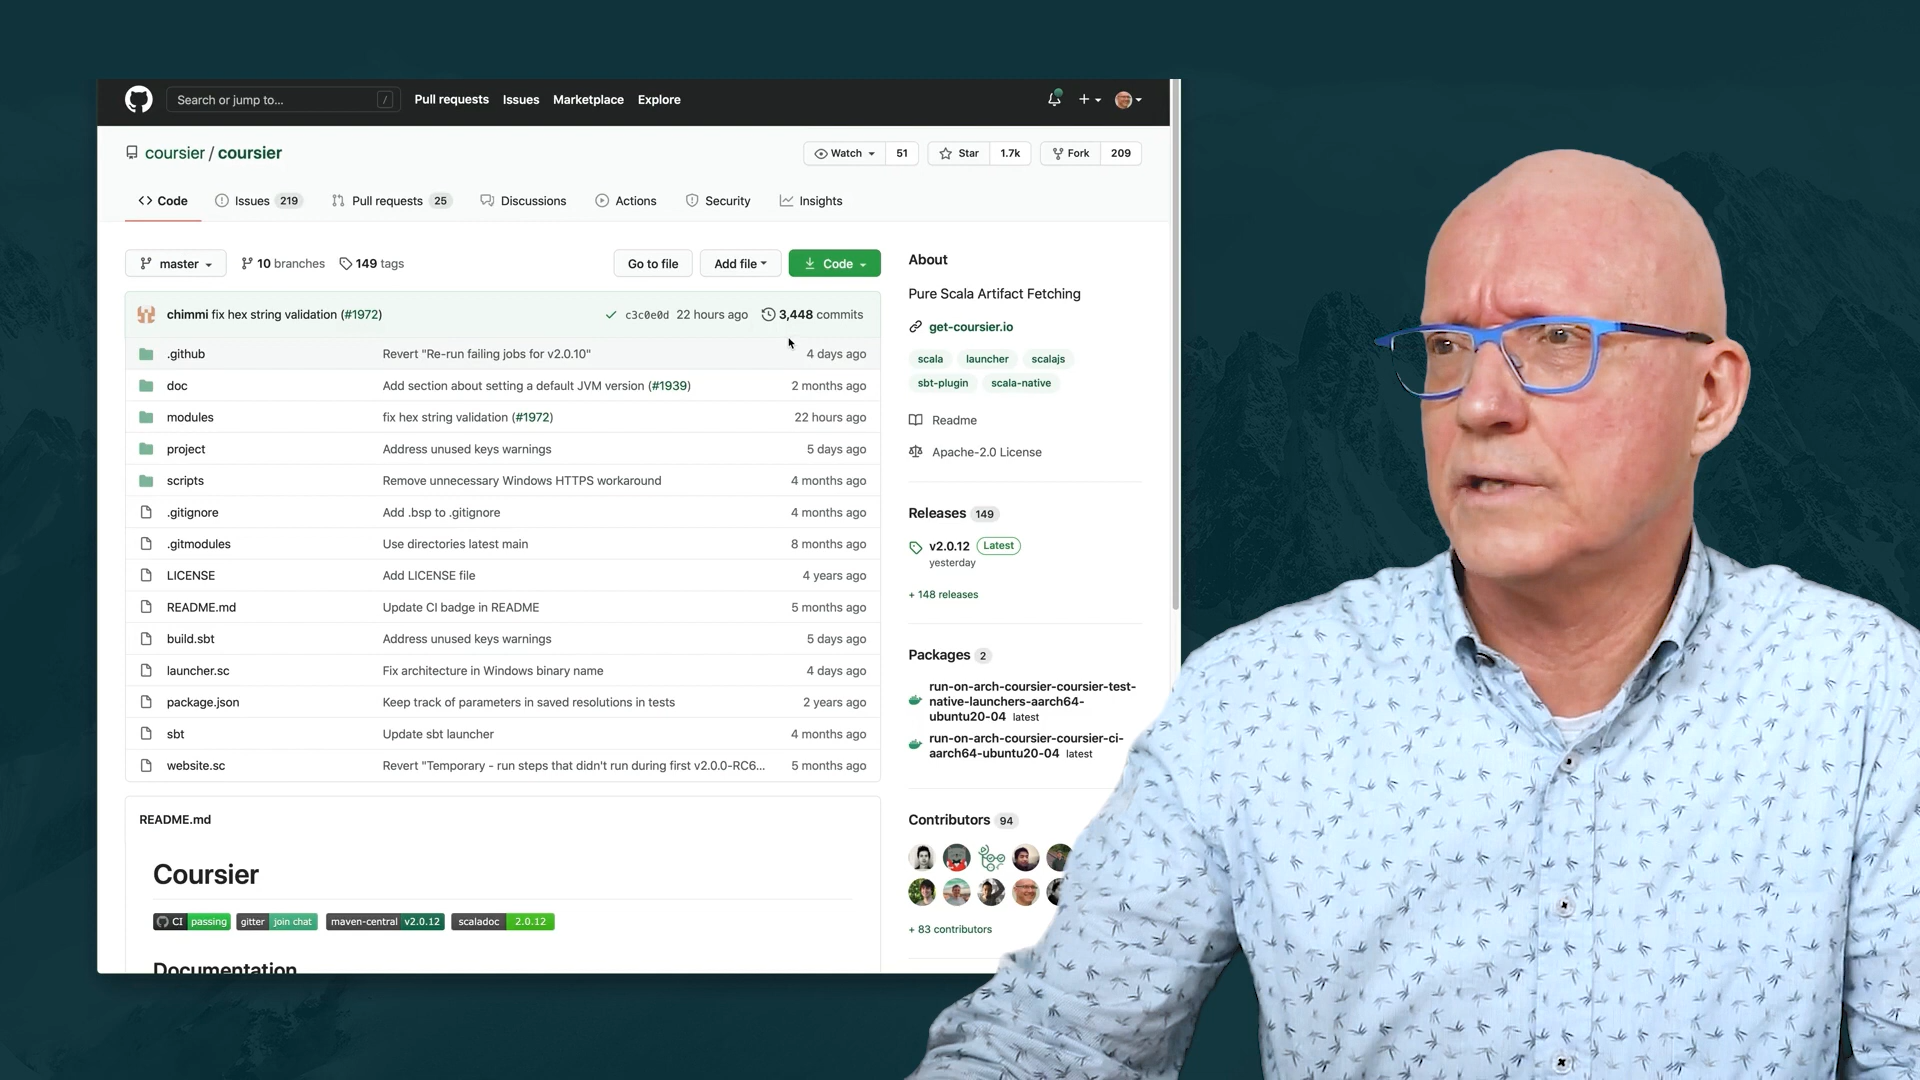 Search or jump to... /
Pull requests Issues Marketplace Explore
coursier / coursier
Watch 51 Star 1.7k Fork 209
Code Issues 219 Pull requests 25 Discussions Actions Security Insights
master 10 branches 149 tags Go to file Add file Code
chimmi fix hex string validation (#1972) c3c0e0d 22 hours ago 3,448 commits
.github Revert "Re-run failing jobs for v2.0.10" 4 days ago
doc Add section about setting a default JVM version (#1939) 2 months ago
modules fix hex string validation (#1972) 22 hours ago
project Address unused keys warnings 5 days ago
scripts Remove unnecessary Windows HTTPS workaround 4 months ago
.gitignore Add .bsp to .gitignore 4 months ago
.gitmodules Use directories latest main 8 months ago
LICENSE Add LICENSE file 4 years ago
README.md Update CI badge in README 5 months ago
build.sbt Address unused keys warnings 5 days ago
launcher.sc Fix architecture in Windows binary name 4 days ago
package.json Keep track of parameters in saved resolutions in tests 2 years ago
sbt Update sbt launcher 4 months ago
website.sc Revert "Temporary - run steps that didn't run during first v2.0.0-RC6... 5 months ago
README.md
Coursier
CI passing gitter join chat maven-central v2.0.12 scaladoc 2.0.12
Documentation
About
Pure Scala Artifact Fetching
get-coursier.io
scala launcher scalajs
sbt-plugin scala-native
Readme
Apache-2.0 License
Releases 149
v2.0.12 Latest
yesterday
+ 148 releases
Packages 2
run-on-arch-coursier-coursier-test-
native-launchers-aarch64-
ubuntu20-04 latest
run-on-arch-coursier-coursier-ci-
aarch64-ubuntu20-04 latest
Contributors 94
+ 83 contributors